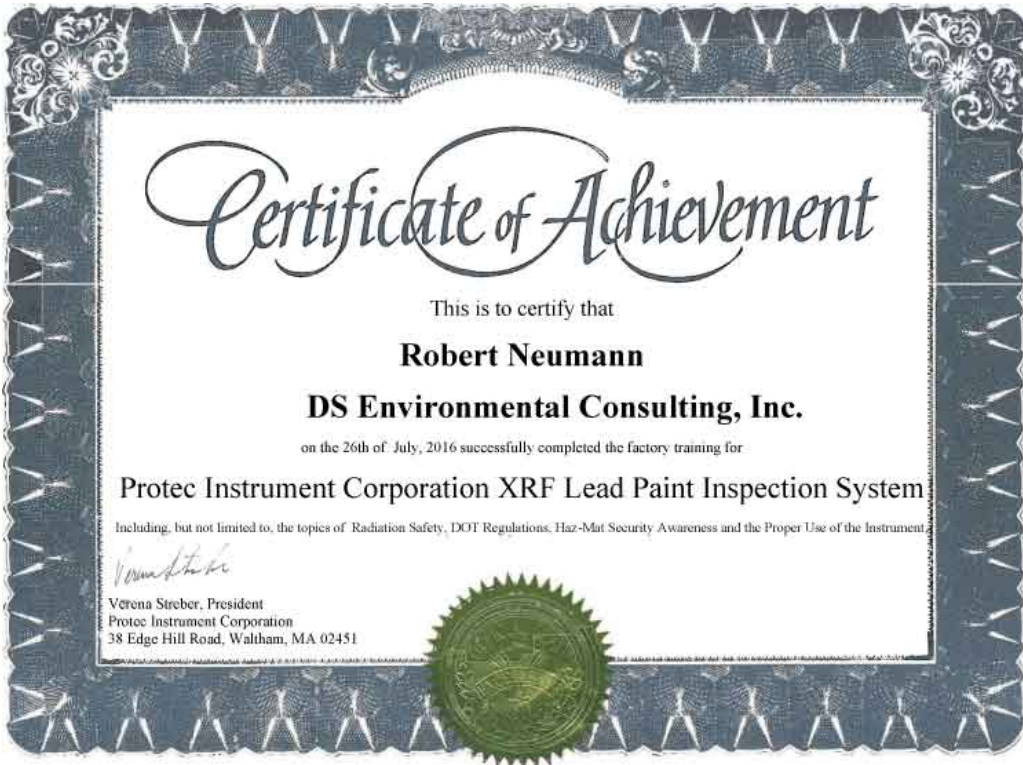 Certificate of Achievement
This is to certify that
Robert Neumann
DS Environmental Consulting, Inc.
on the 26th of July, 2016 successfully completed the factory training for
Protec Instrument Corporation XRF Lead Paint Inspection System
Including, but not limited to, the topics of Radiation Safety, DOT Regulations, Haz-Mat Security Awareness and the Proper Use of the Instrument.
Verena Streber, President
Protec Instrument Corporation
38 Edge Hill Road, Waltham, MA 02451